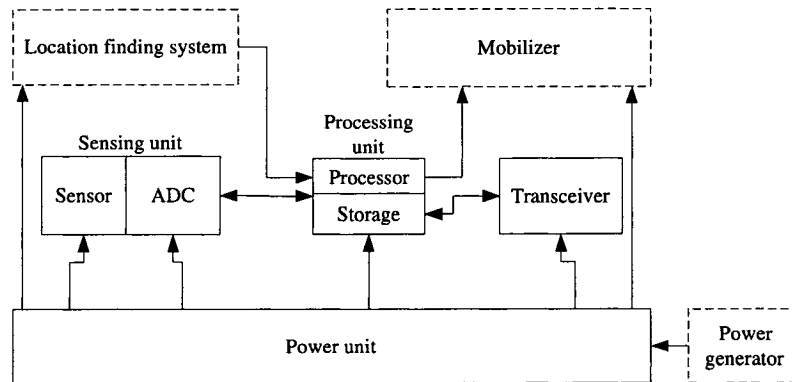 Location finding system
Mobilizer
Sensing unit
Processing
unit
Sensor
ADC
Processor
Storage
Transceiver
Power unit
Power
generator